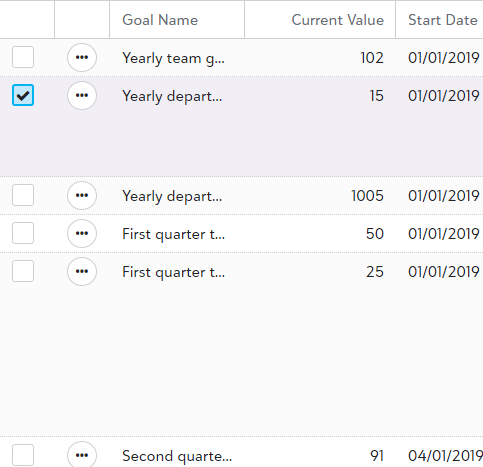 Goal Name Current Value Start Date
Yearly team g... 102 01/01/2019
Yearly depart... 15 01/01/2019
Yearly depart... 1005 01/01/2019
First quarter t... 50 01/01/2019
First quarter t... 25 01/01/2019
Second quarte... 91 04/01/2019